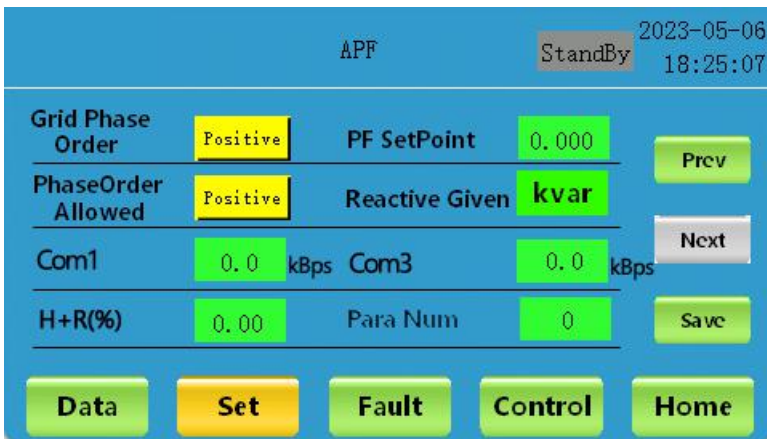 APF
StandBy
2023-05-06
18:25:07
Grid Phase
Order
Positive
PF SetPoint
0.000
Prev
PhaseOrder
Allowed
Positive
Reactive Given
kvar
Com1
0.0
kBps
Com3
0.0
kBps
Next
H+R(%)
0.00
Para Num
0
Save
Data
Set
Fault
Control
Home